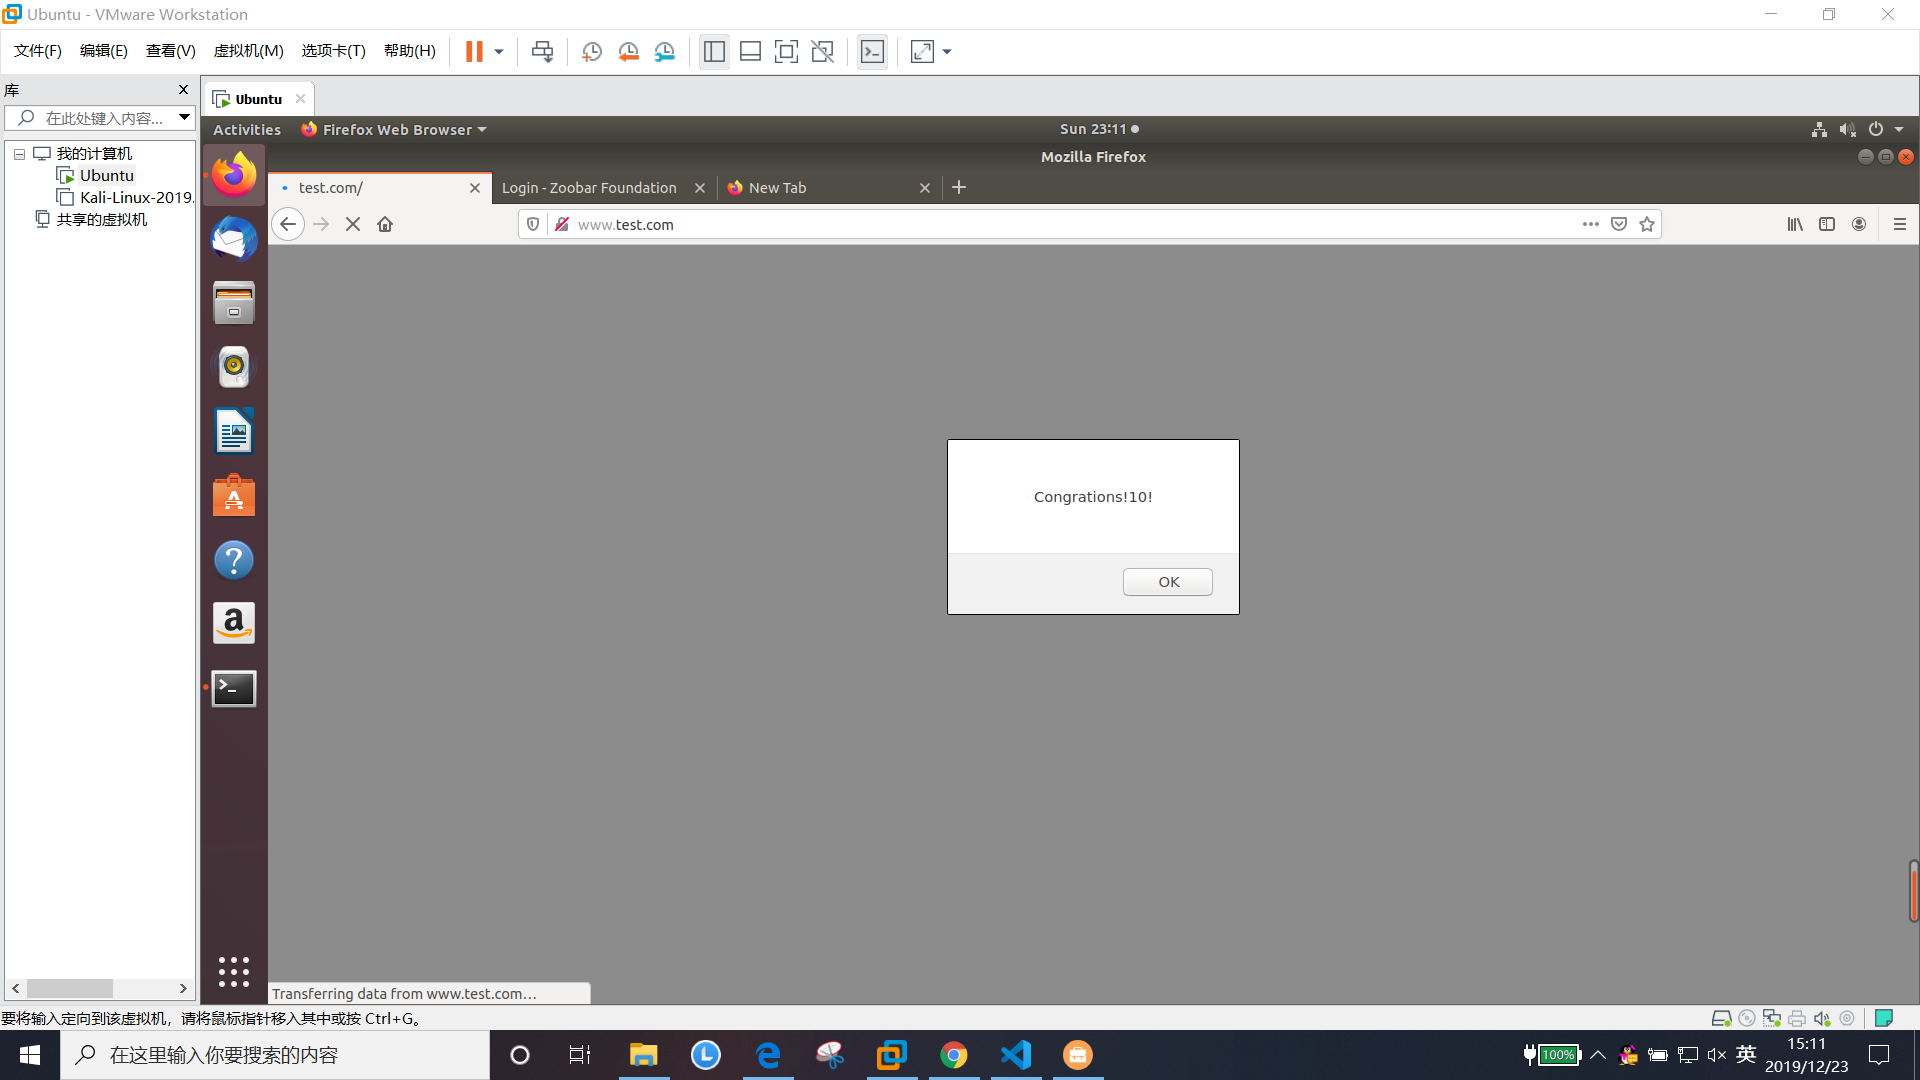 Ubuntu - VMware Workstation
文件(F) 编辑(E) 查看(V) 虚拟机(M) 选项卡(T) 帮助(H)
库
在此处键入内容...
我的计算机
Ubuntu
Kali-Linux-2019.
共享的虚拟机
Ubuntu
Activities Firefox Web Browser Sun 23:11
Mozilla Firefox
test.com/ Login - Zoobar Foundation New Tab
www.test.com
Congrations!10!
OK
Transferring data from www.test.com…
要将输入定向到该虚拟机，请将鼠标指针移入其中或按 Ctrl+G。
在这里输入你要搜索的内容
100%
英
15:11
2019/12/23